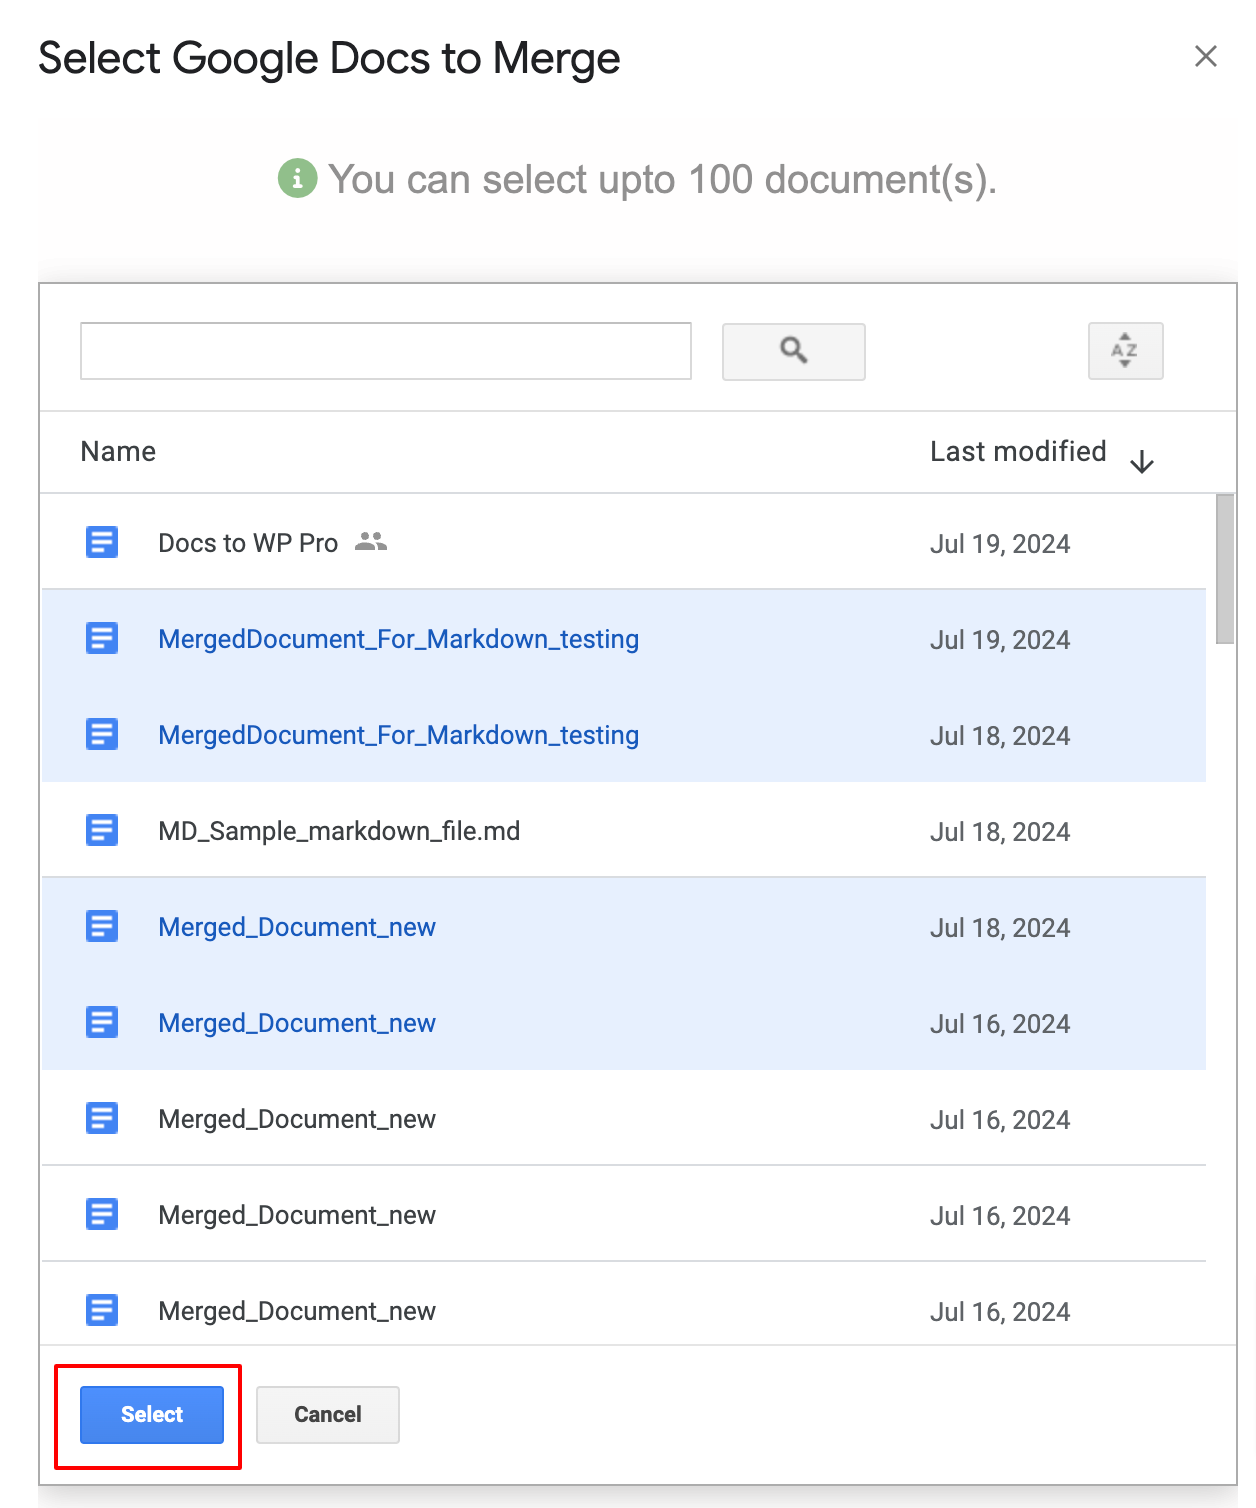 Select Google Docs to Merge
You can select upto 100 document(s).
AZ
Name Last modified
Docs to WP Pro Jul 19, 2024
MergedDocument_For_Markdown_testing Jul 19, 2024
MergedDocument_For_Markdown_testing Jul 18, 2024
MD_Sample_markdown_file.md Jul 18, 2024
Merged_Document_new Jul 18, 2024
Merged_Document_new Jul 16, 2024
Merged_Document_new Jul 16, 2024
Merged_Document_new Jul 16, 2024
Merged_Document_new Jul 16, 2024
Select Cancel